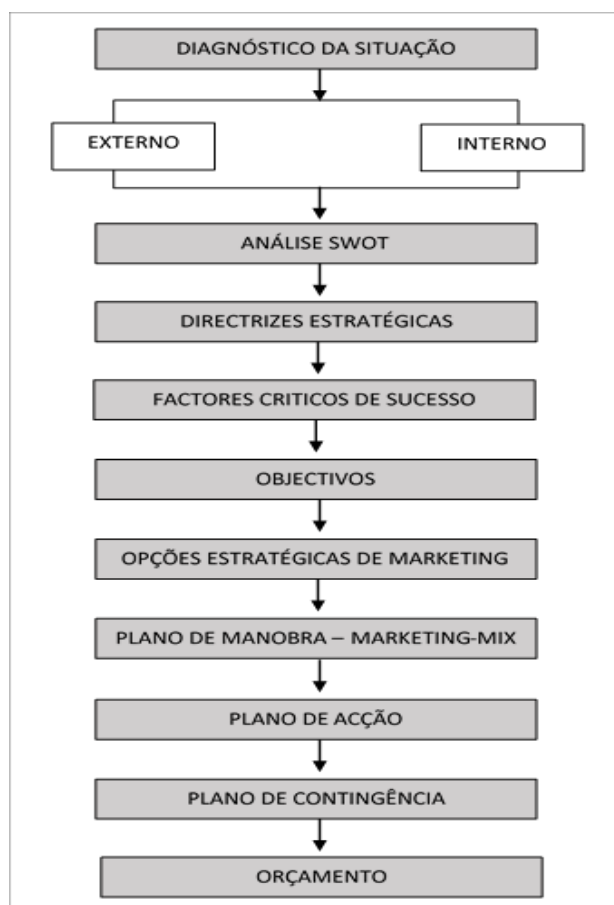 DIAGNÓSTICO DA SITUAÇÃO
EXTERNO
INTERNO
ANÁLISE SWOT
DIRECTRIZES ESTRATÉGICAS
FACTORES CRITICOS DE SUCESSO
OBJECTIVOS
OPÇÕES ESTRATÉGICAS DE MARKETING
PLANO DE MANOBRA – MARKETING-MIX
PLANO DE ACÇÃO
PLANO DE CONTINGÊNCIA
ORÇAMENTO